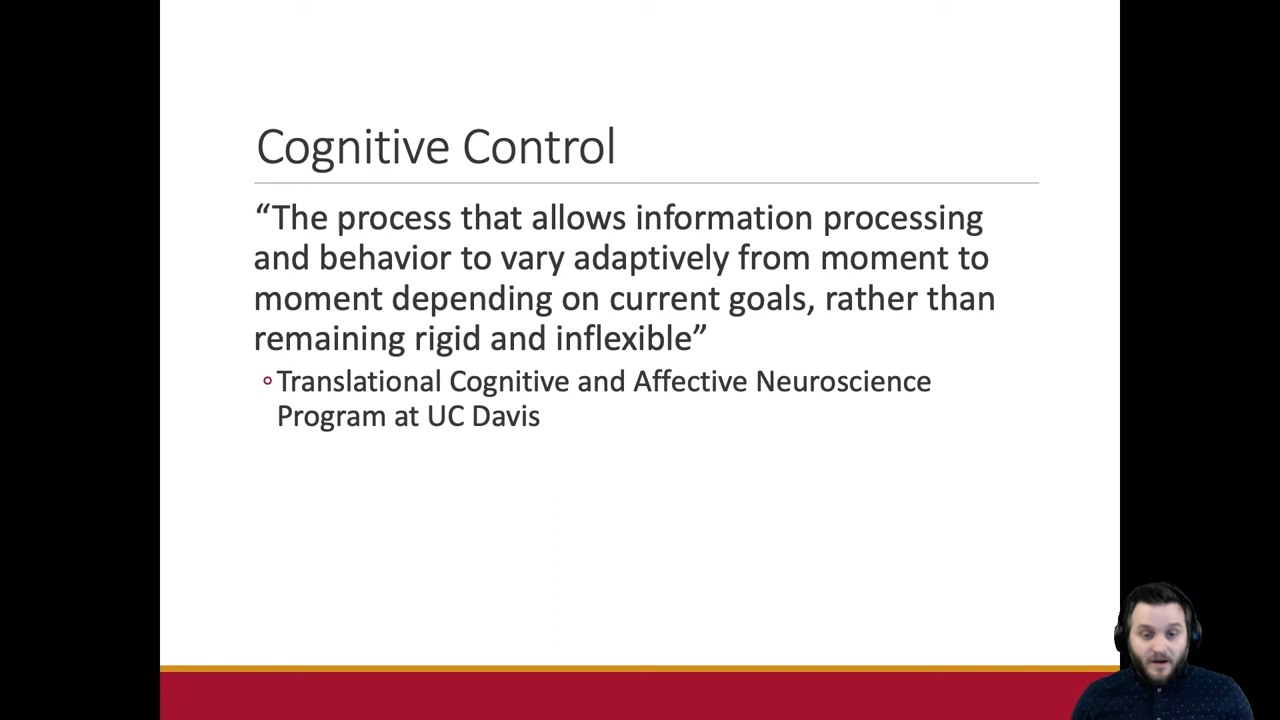 Cognitive Control
“The process that allows information processing
and behavior to vary adaptively from moment to
moment depending on current goals, rather than
remaining rigid and inflexible”
Translational Cognitive and Affective Neuroscience
Program at UC Davis